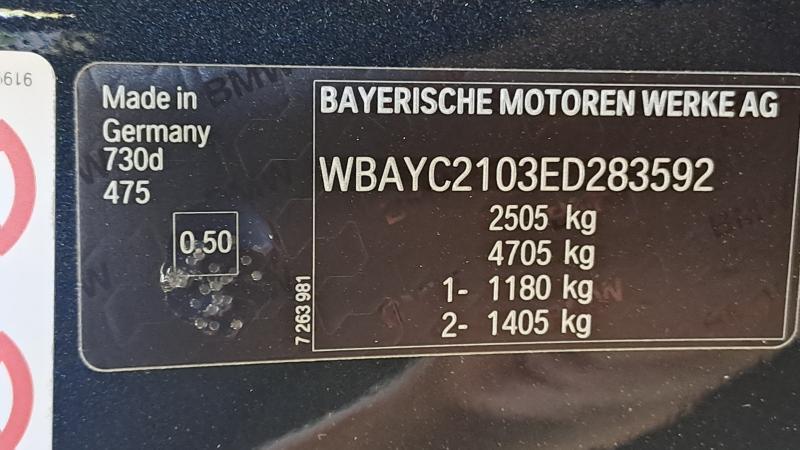 Made in
Germany
730d
475
0.50
7 263 981
BAYERISCHE MOTOREN WERKE AG
WBAYC2103ED283592
2505 kg
4705 kg
1- 1180 kg
2- 1405 kg
BMW